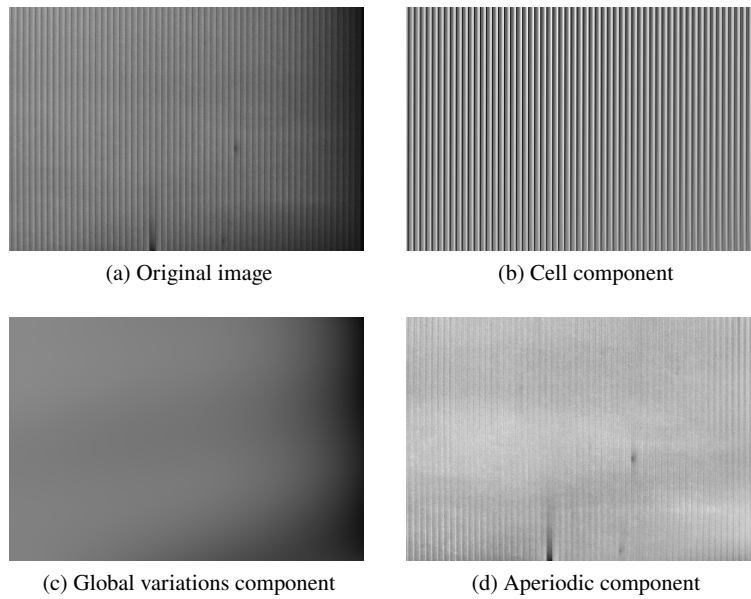 (a) Original image
(b) Cell component
(c) Global variations component
(d) Aperiodic component